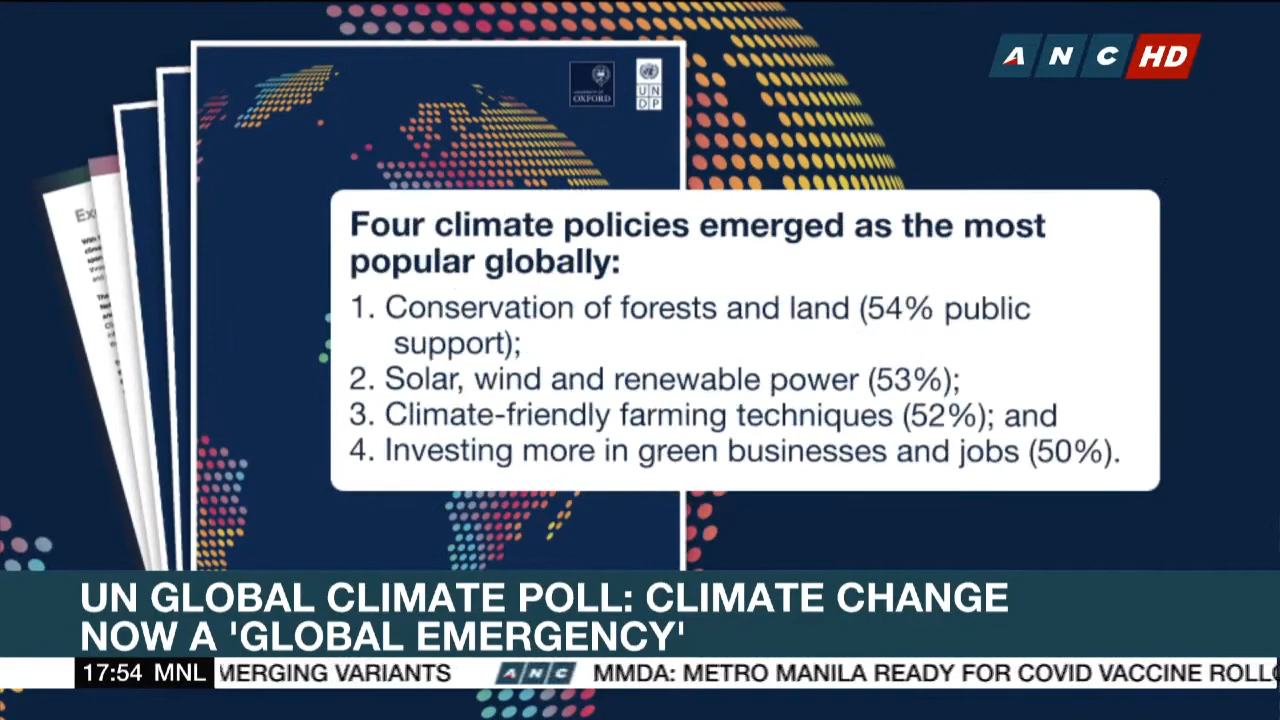 ANC HD
UNIVERSITY OF
OXFORD
UN
DP
Four climate policies emerged as the most
popular globally:
1. Conservation of forests and land (54% public
support);
2. Solar, wind and renewable power (53%);
3. Climate-friendly farming techniques (52%); and
4. Investing more in green businesses and jobs (50%).
UN GLOBAL CLIMATE POLL: CLIMATE CHANGE
NOW A 'GLOBAL EMERGENCY'
17:54 MNL MERGING VARIANTS ANC MMDA: METRO MANILA READY FOR COVID VACCINE ROLL